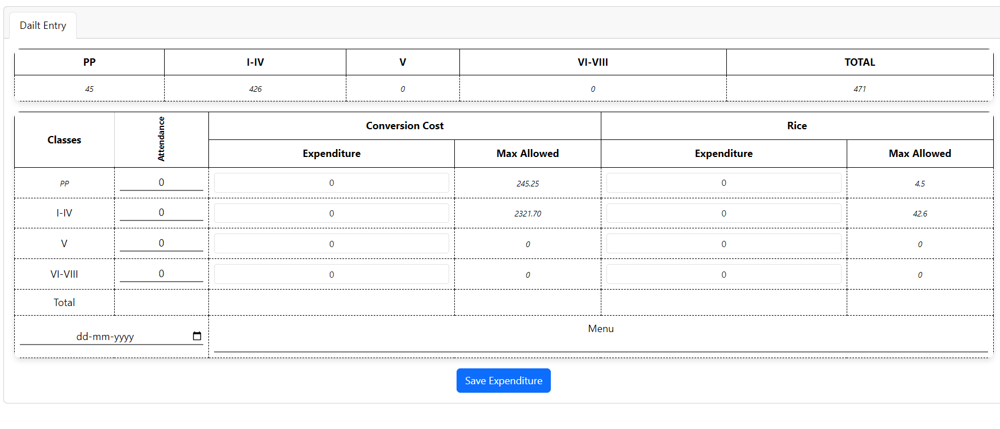 Dailt Entry
PP I-IV V VI-VIII TOTAL
45 426 0 0 471
Classes Attendance Conversion Cost Rice
Expenditure Max Allowed Expenditure Max Allowed
PP 0 0 245.25 0 4.5
I-IV 0 0 2321.70 0 42.6
V 0 0 0 0 0
VI-VIII 0 0 0 0 0
Total
dd-mm-yyyy Menu
Save Expenditure